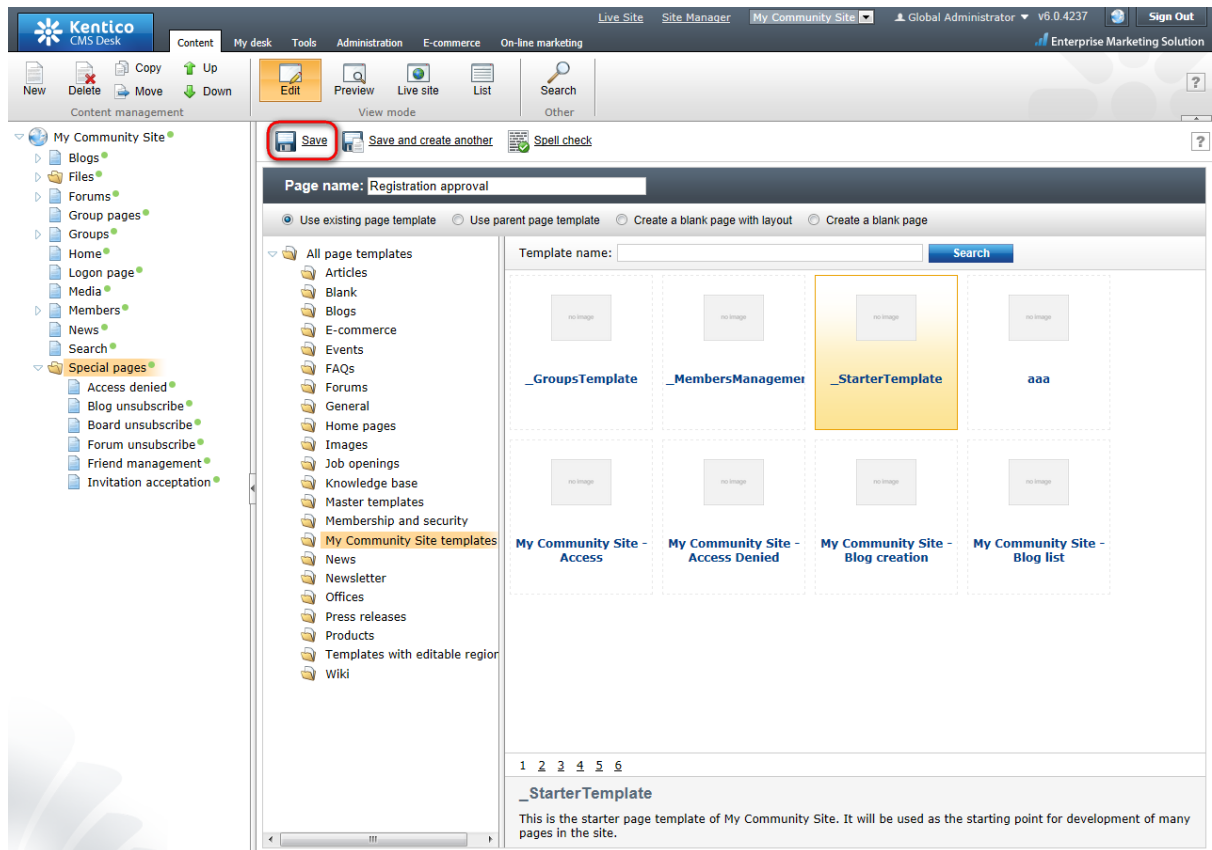 Kentico
CMS Desk
Live Site Site Manager My Community Site Global Administrator v6.0.4237 Sign Out
Content My desk Tools Administration E-commerce On-line marketing Enterprise Marketing Solution
New Delete Copy Move Up Down
Content management
Edit Preview Live site List
View mode
Search
Other
?
My Community Site
Blogs
Files
Forums
Group pages
Groups
Home
Logon page
Media
Members
News
Search
Special pages
Access denied
Blog unsubscribe
Board unsubscribe
Forum unsubscribe
Friend management
Invitation acceptation
Save Save and create another Spell check ?
Page name: Registration approval
Use existing page template Use parent page template Create a blank page with layout Create a blank page
All page templates
Articles
Blank
Blogs
E-commerce
Events
FAQs
Forums
General
Home pages
Images
Job openings
Knowledge base
Master templates
Membership and security
My Community Site templates
News
Newsletter
Offices
Press releases
Products
Templates with editable region
Wiki
Template name: Search
no image no image no image no image
_GroupsTemplate _MembersManagemer _StarterTemplate aaa
no image no image no image no image
My Community Site - Access
My Community Site - Access Denied
My Community Site - Blog creation
My Community Site - Blog list
1 2 3 4 5 6
_StarterTemplate
This is the starter page template of My Community Site. It will be used as the starting point for development of many
pages in the site.